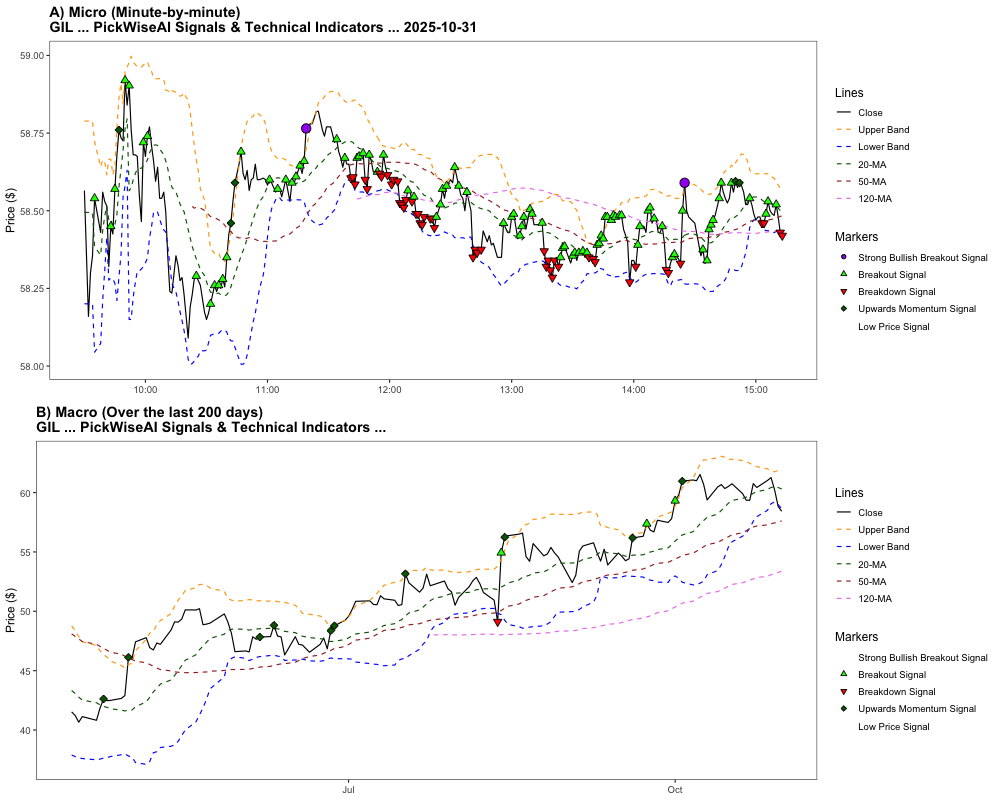 A) Micro (Minute-by-minute)
GIL ... PickWiseAI Signals & Technical Indicators ... 2025-10-31
Price ($)
59.00
58.75
58.50
58.25
58.00
10:00
11:00
12:00
13:00
14:00
15:00
Lines
Close
Upper Band
Lower Band
20-MA
50-MA
120-MA
Markers
Strong Bullish Breakout Signal
Breakout Signal
Breakdown Signal
Upwards Momentum Signal
Low Price Signal
B) Macro (Over the last 200 days)
GIL ... PickWiseAI Signals & Technical Indicators ...
Price ($)
60
55
50
45
40
Jul
Oct
Lines
Close
Upper Band
Lower Band
20-MA
50-MA
120-MA
Markers
Strong Bullish Breakout Signal
Breakout Signal
Breakdown Signal
Upwards Momentum Signal
Low Price Signal